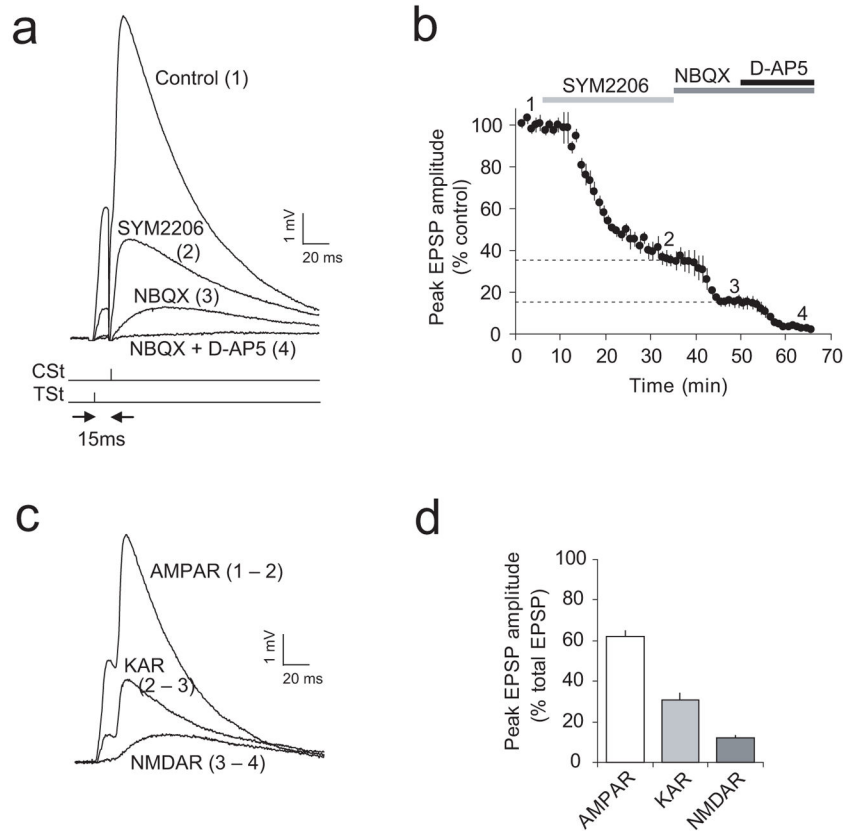 a
Control (1)
SYM2206
(2)
NBQX (3)
NBQX + D-AP5 (4)
1 mV
20 ms
CSt
TSt
15ms
b
D-AP5
NBQX
SYM2206
1
2
3
4
Peak EPSP amplitude
(% control)
100
80
60
40
20
0
0 10 20 30 40 50 60 70
Time (min)
c
AMPAR (1 – 2)
KAR
(2 – 3)
NMDAR (3 – 4)
1 mV
20 ms
d
Peak EPSP amplitude
(% total EPSP)
100
80
60
40
20
0
AMPAR
KAR
NMDAR